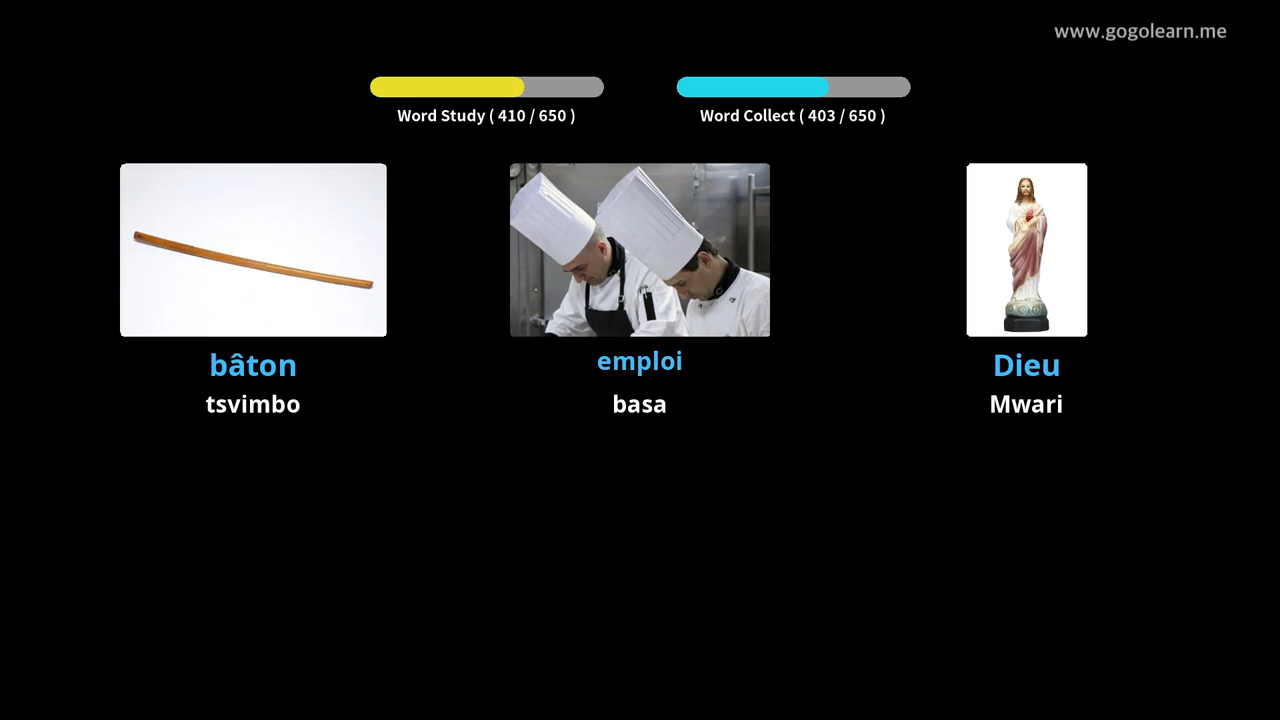 www.gogolearn.me
Word Study ( 410 / 650 )
Word Collect ( 403 / 650 )
bâton
tsvimbo
emploi
basa
Dieu
Mwari